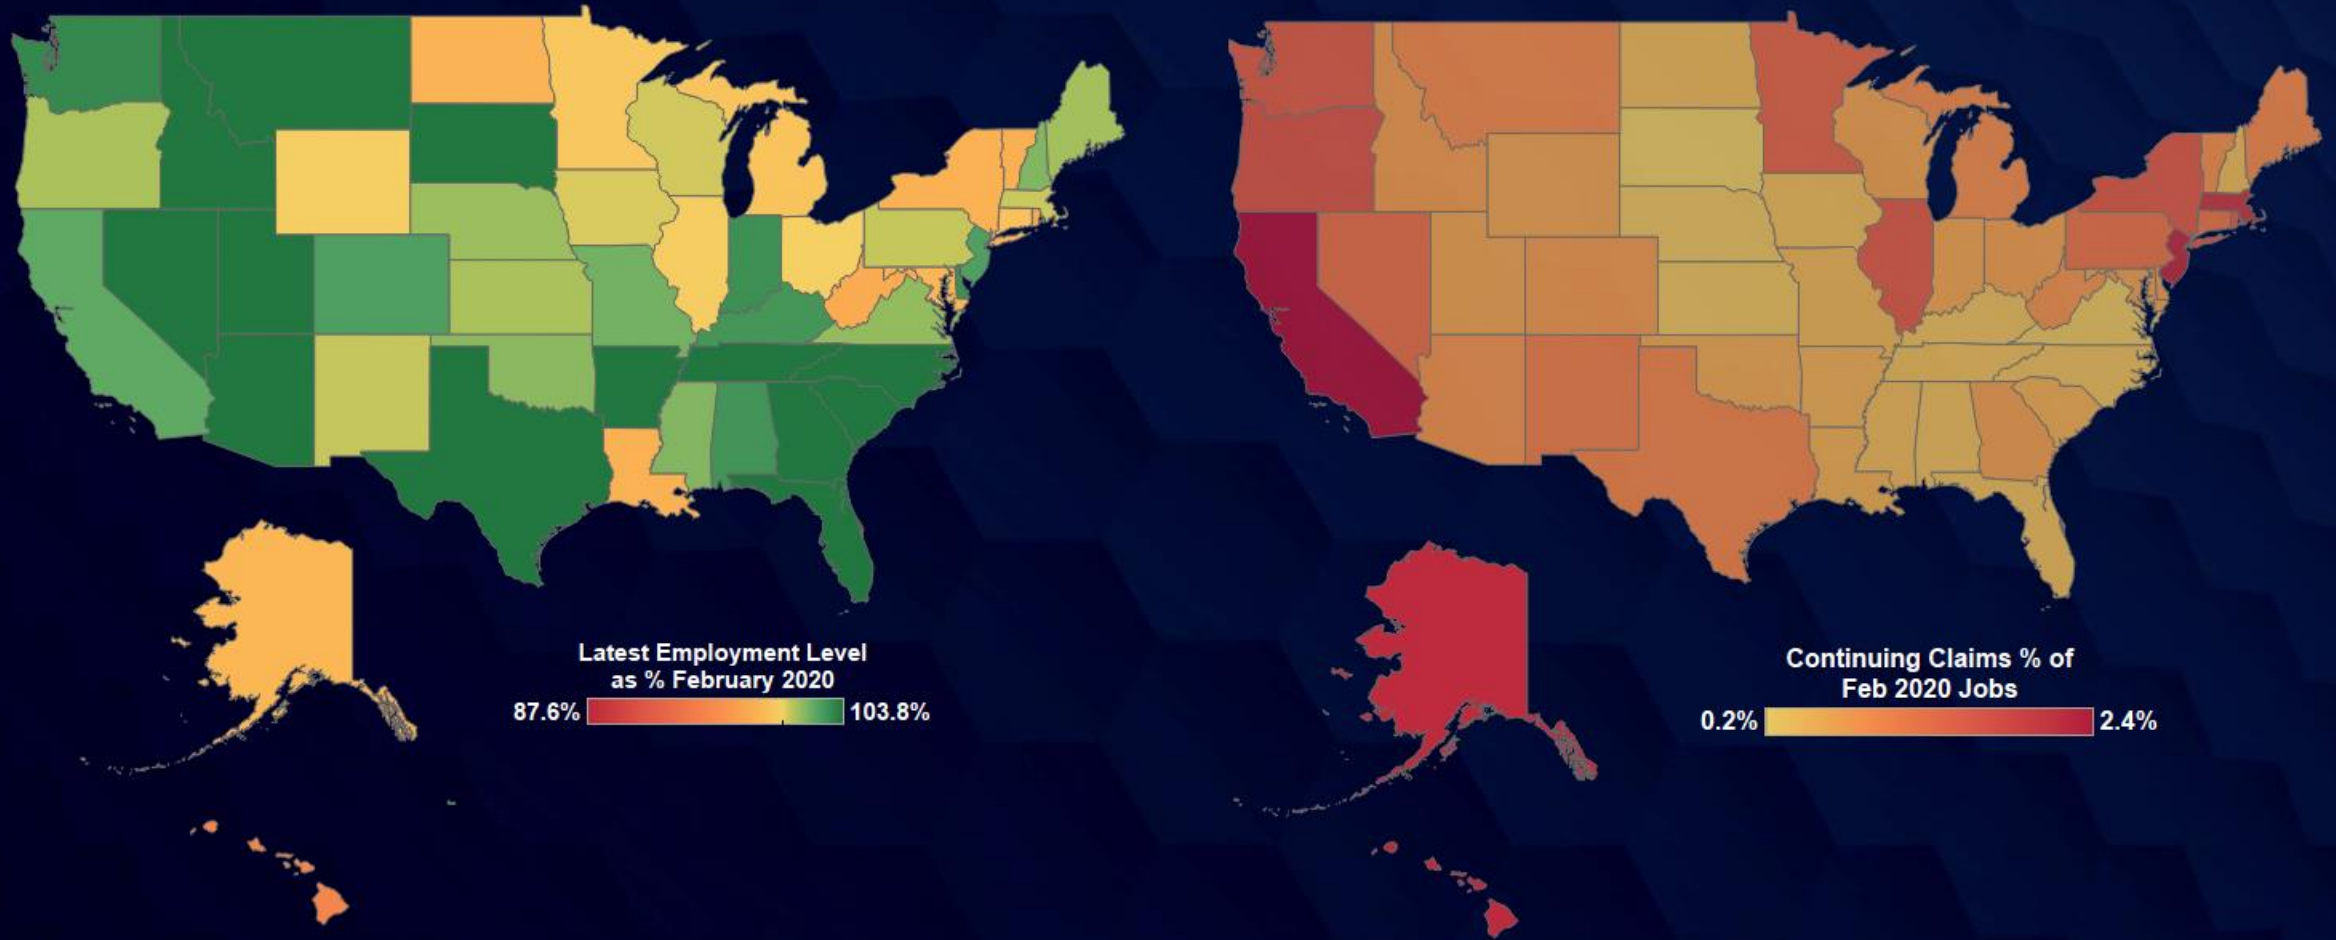 Latest Employment Level
as % February 2020
87.6% 103.8%
Continuing Claims % of
Feb 2020 Jobs
0.2% 2.4%